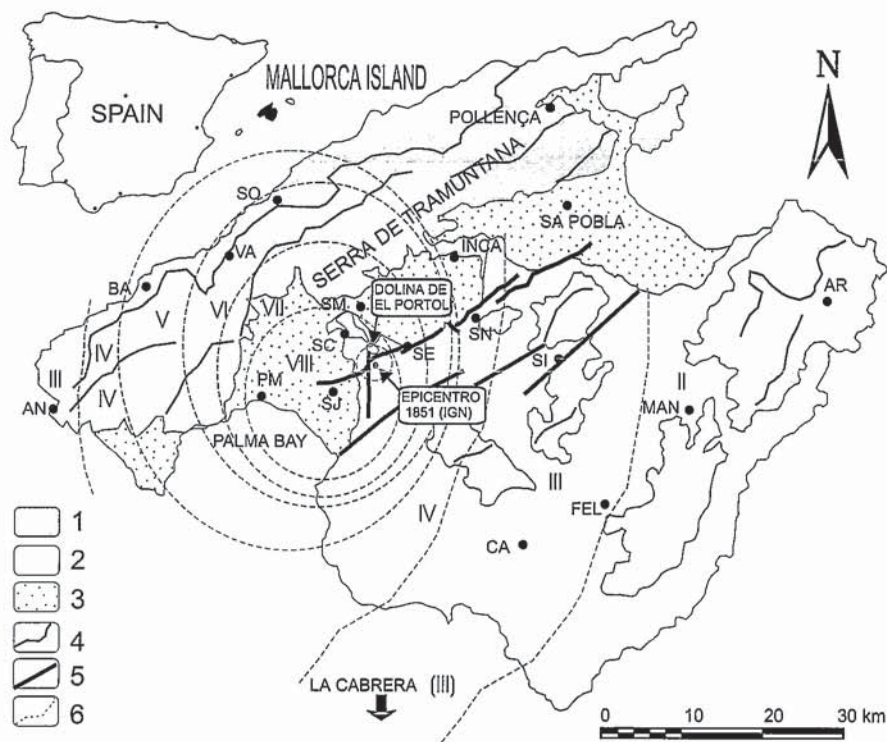 SPAIN
MALLORCA ISLAND
N
POLLENÇA
SERRA DE TRAMUNTANA
SO
SA POBLA
VA
INCA
BA
DOLINA DE
EL PORTOL
AR
V
VI
VII
SM
SN
SC
SE
IV
VIII
SI
III
PM
II
IV
AN
SJ
EPICENTRO
1851 (IGN)
MAN
PALMA BAY
III
FEL
IV
CA
1
2
3
4
5
6
LA CABRERA (III)
0 10 20 30 km